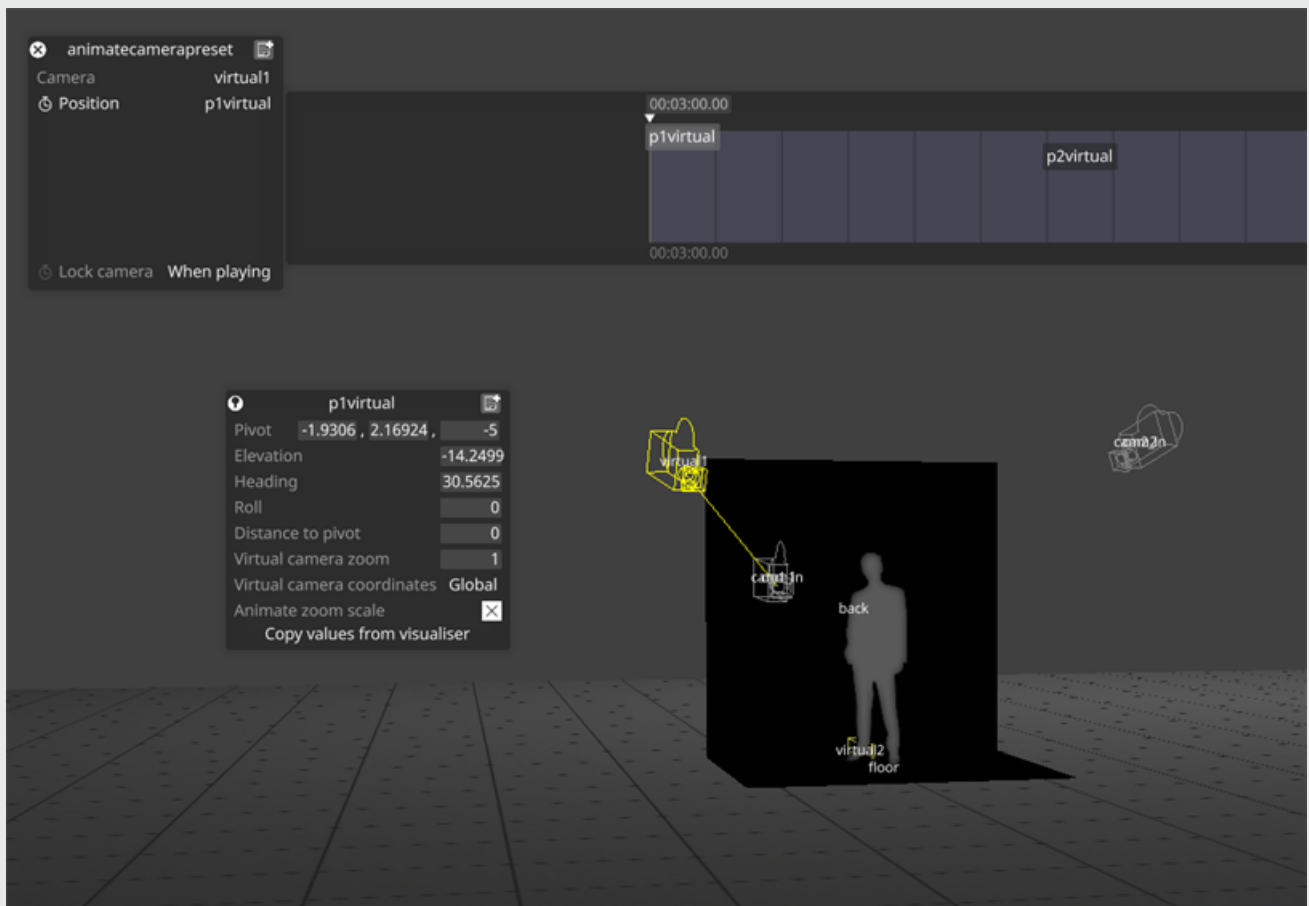 animatecamerapreset
Camera virtual1
Position p1virtual
Lock camera When playing
00:03:00.00
p1virtual
p2virtual
00:03:00.00
p1virtual
Pivot -1.9306 , 2.16924 , -5
Elevation -14.2499
Heading 30.5625
Roll 0
Distance to pivot 0
Virtual camera zoom 1
Virtual camera coordinates Global
Animate zoom scale
Copy values from visualiser
virtual1
back
virtual2
floor